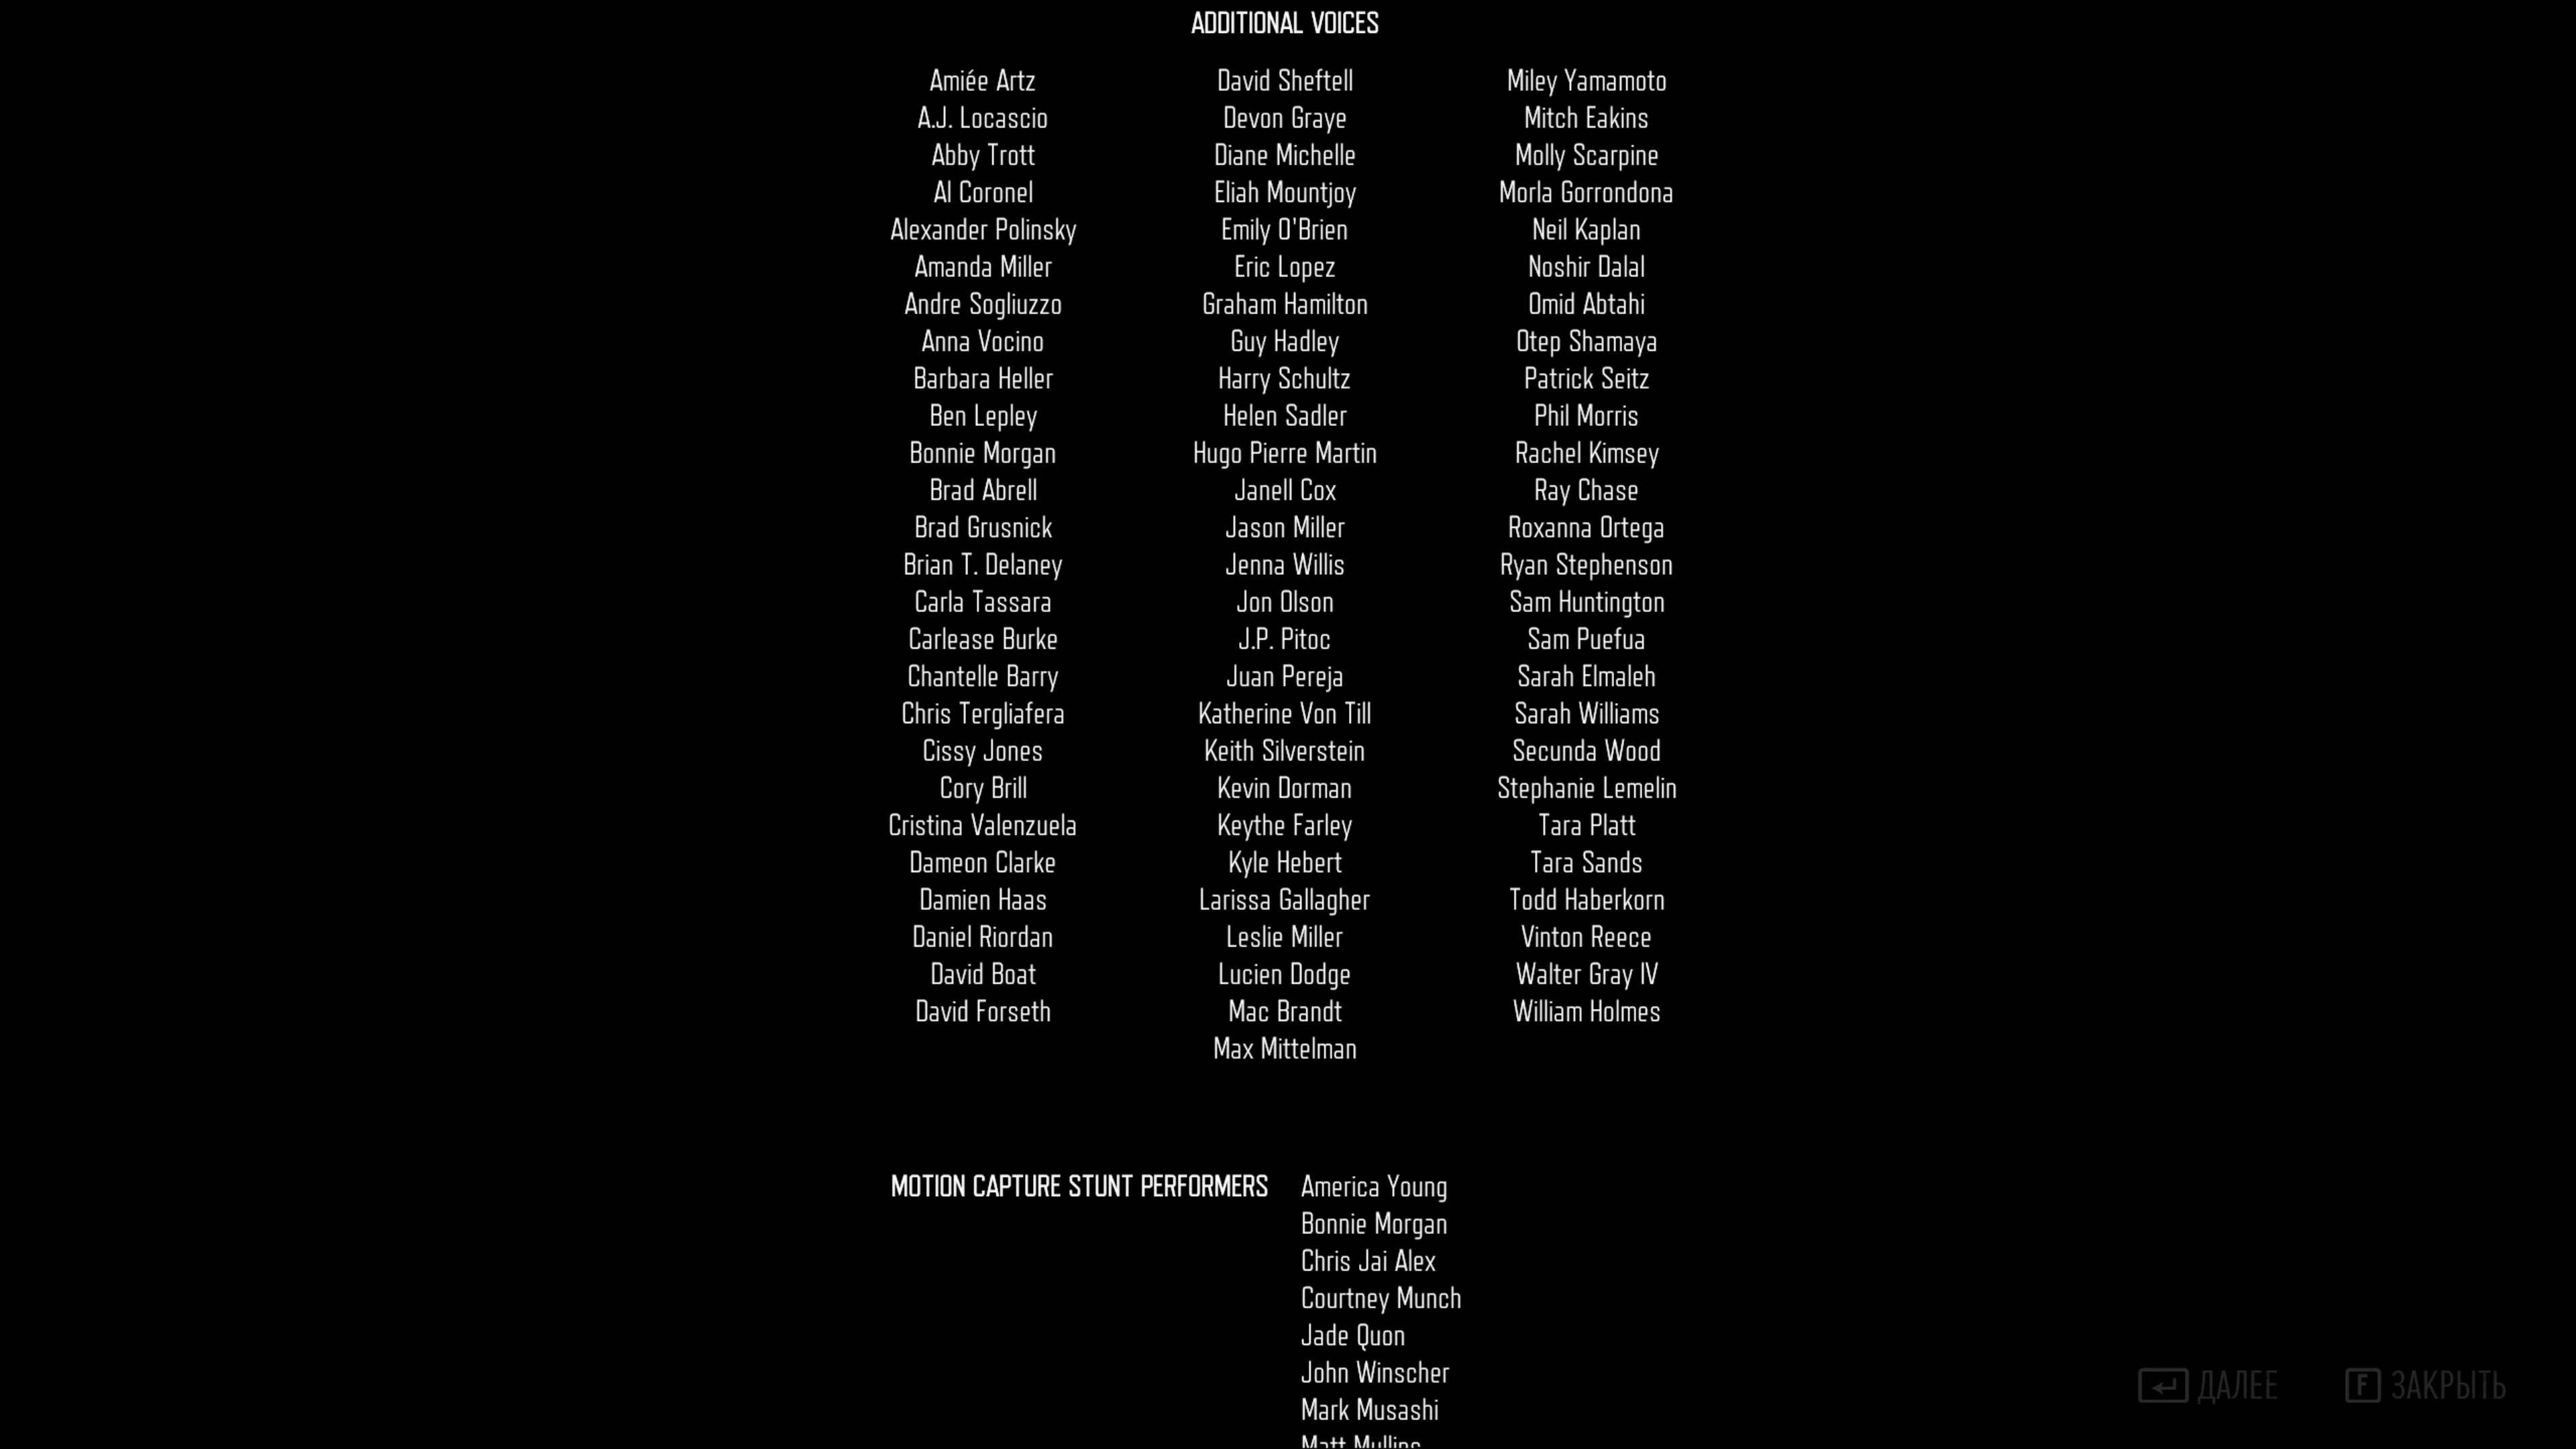 ADDITIONAL VOICES
Amiée Artz David Sheftell Miley Yamamoto
A.J. Locascio Devon Graye Mitch Eakins
Abby Trott Diane Michelle Molly Scarpine
Al Coronel Eliah Mountjoy Morla Gorrondona
Alexander Polinsky Emily O'Brien Neil Kaplan
Amanda Miller Eric Lopez Noshir Dalal
Andre Sogliuzzo Graham Hamilton Omid Abtahi
Anna Vocino Guy Hadley Otep Shamaya
Barbara Heller Harry Schultz Patrick Seitz
Ben Lepley Helen Sadler Phil Morris
Bonnie Morgan Hugo Pierre Martin Rachel Kimsey
Brad Abrell Janell Cox Ray Chase
Brad Grusnick Jason Miller Roxanna Ortega
Brian T. Delaney Jenna Willis Ryan Stephenson
Carla Tassara Jon Olson Sam Huntington
Carlease Burke J.P. Pitoc Sam Puefua
Chantelle Barry Juan Pereja Sarah Elmaleh
Chris Tergliafera Katherine Von Till Sarah Williams
Cissy Jones Keith Silverstein Secunda Wood
Cory Brill Kevin Dorman Stephanie Lemelin
Cristina Valenzuela Keythe Farley Tara Platt
Dameon Clarke Kyle Hebert Tara Sands
Damien Haas Larissa Gallagher Todd Haberkorn
Daniel Riordan Leslie Miller Vinton Reece
David Boat Lucien Dodge Walter Gray IV
David Forseth Mac Brandt William Holmes
Max Mittelman
MOTION CAPTURE STUNT PERFORMERS America Young
Bonnie Morgan
Chris Jai Alex
Courtney Munch
Jade Quon
John Winscher
ДАЛЕЕ F ЗАКРЫТЬ
Mark Musashi
Matt Mullins